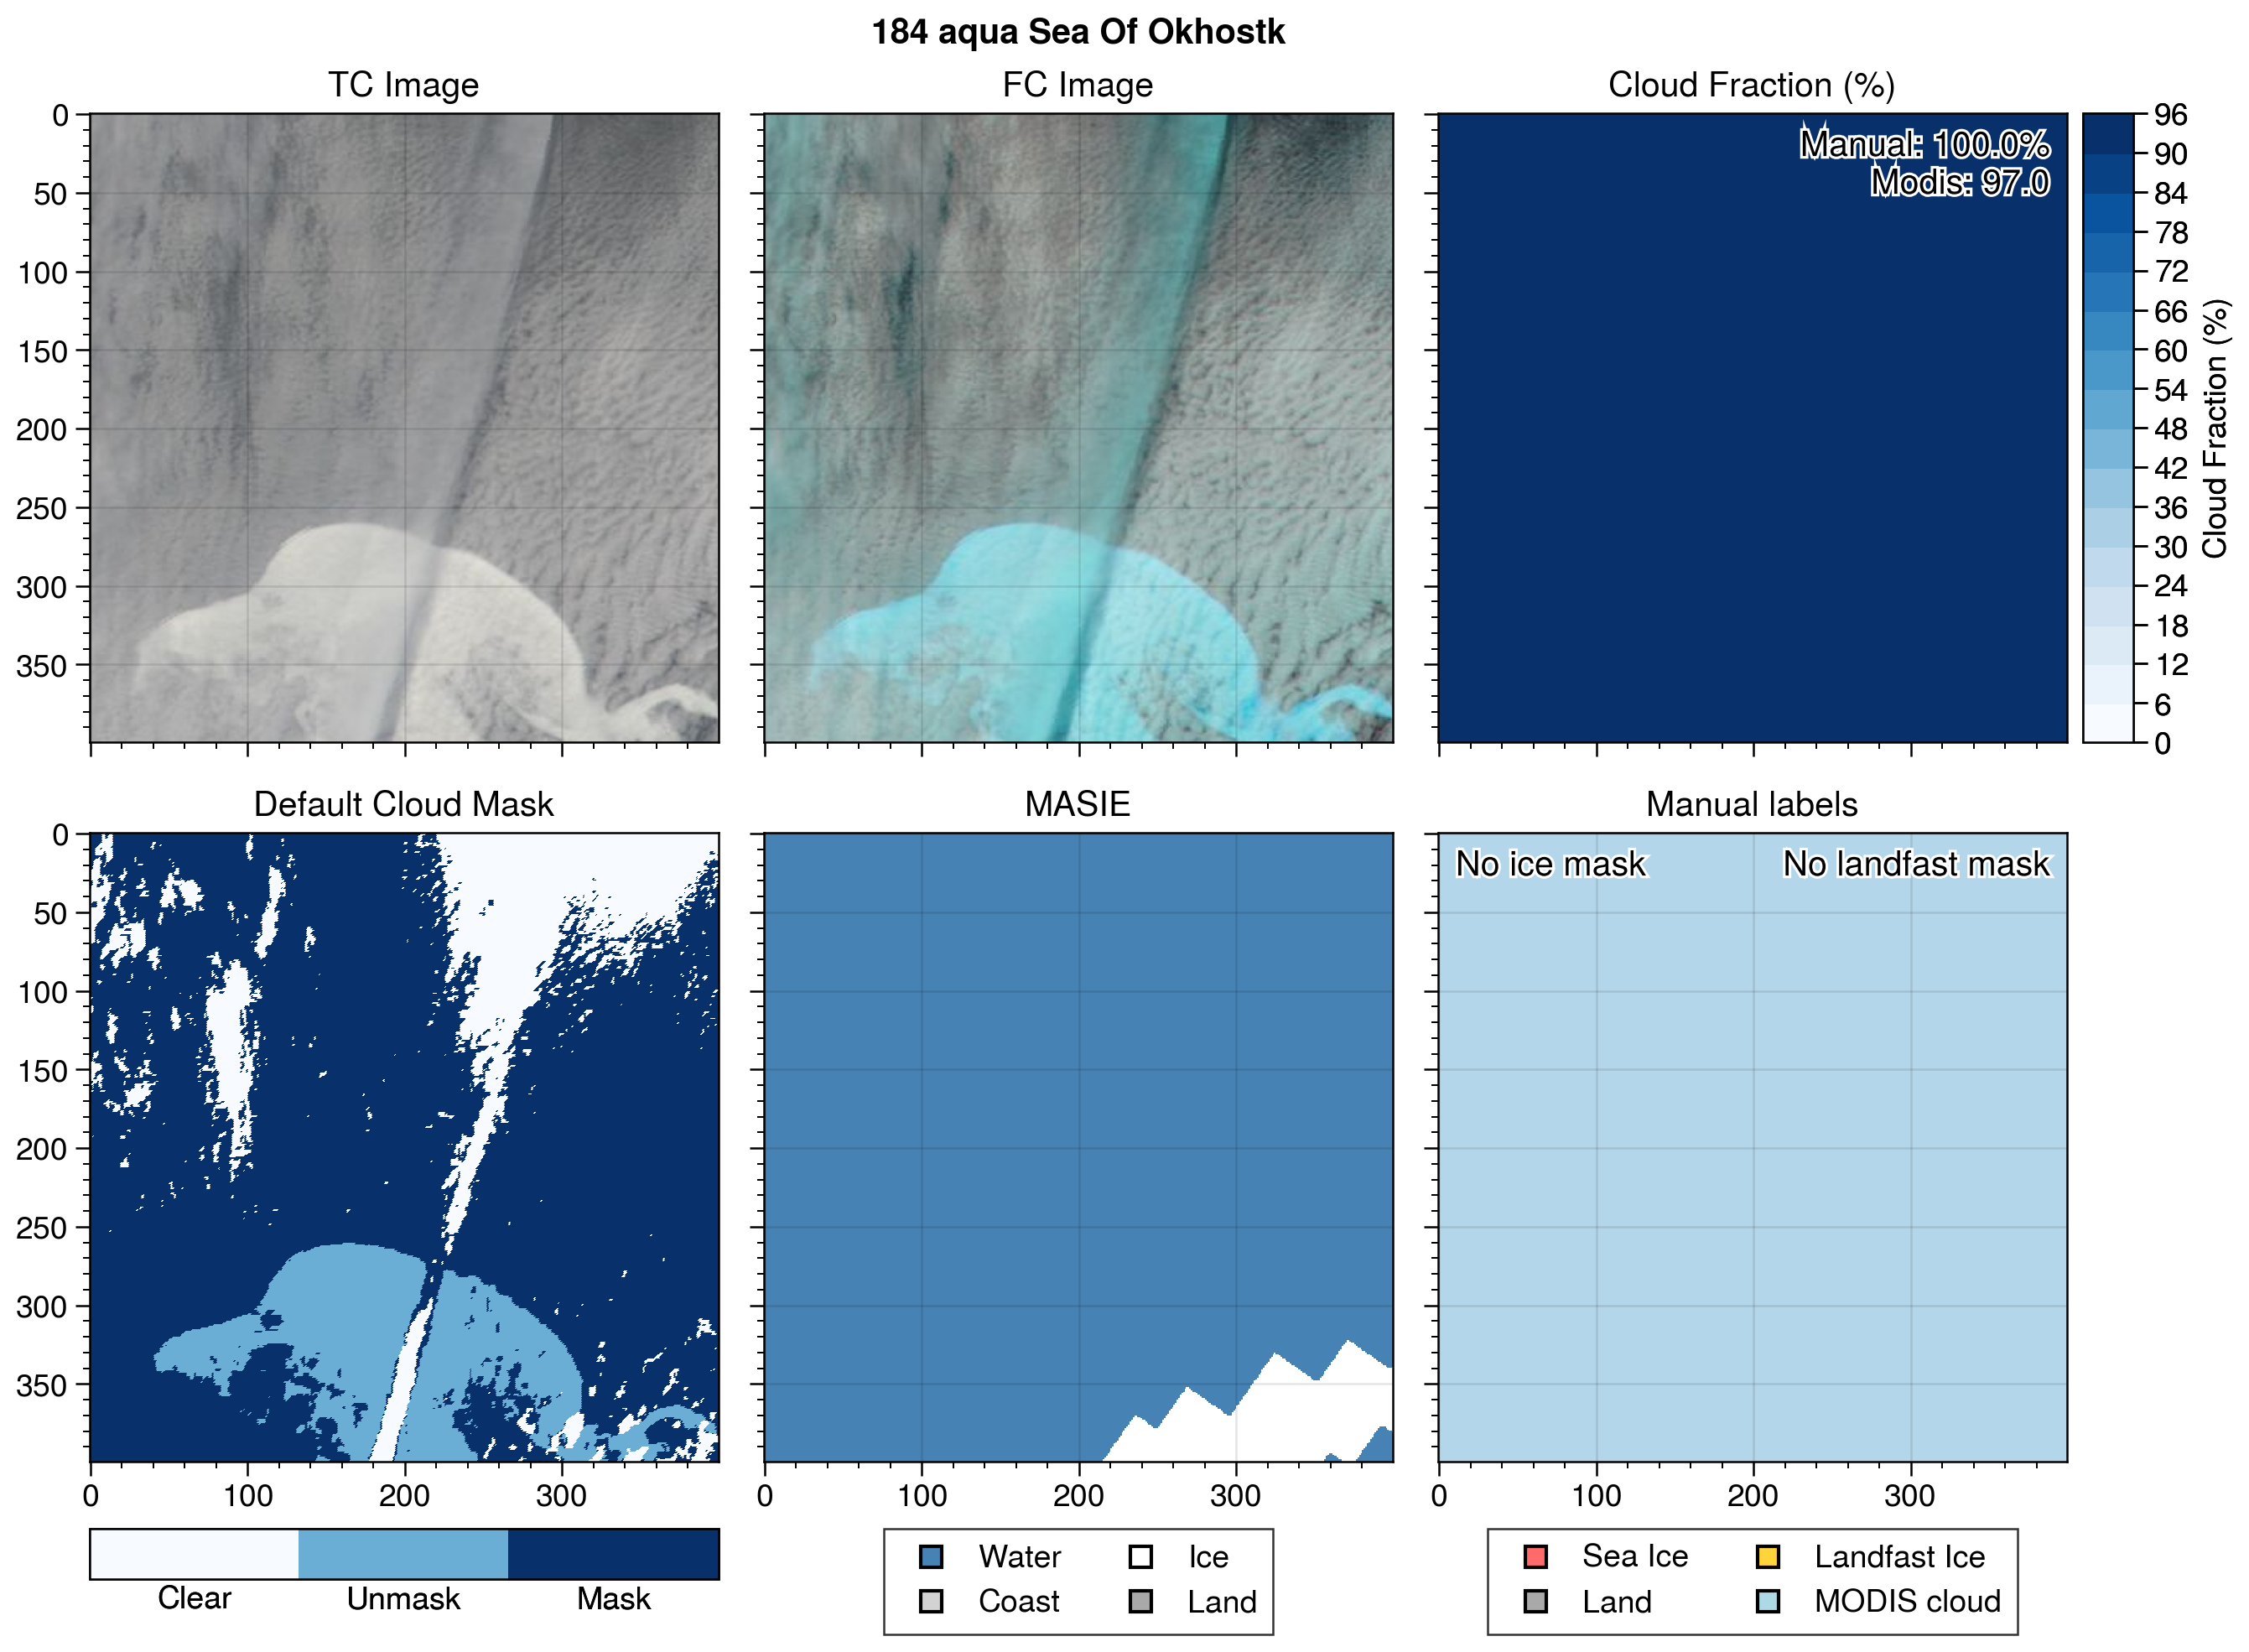 184 aqua Sea Of Okhostk
TC Image
FC Image
Cloud Fraction (%)
0
50
100
150
200
250
300
350
Manual: 100.0%
Modis: 97.0
96
90
84
78
72
66
60
54
48
42
36
30
24
18
12
6
0
Cloud Fraction (%)
Default Cloud Mask
MASIE
Manual labels
0
50
100
150
200
250
300
350
No ice mask
No landfast mask
0 100 200 300
0 100 200 300
0 100 200 300
Clear Unmask Mask
Water Ice
Coast Land
Sea Ice Landfast Ice
Land MODIS cloud